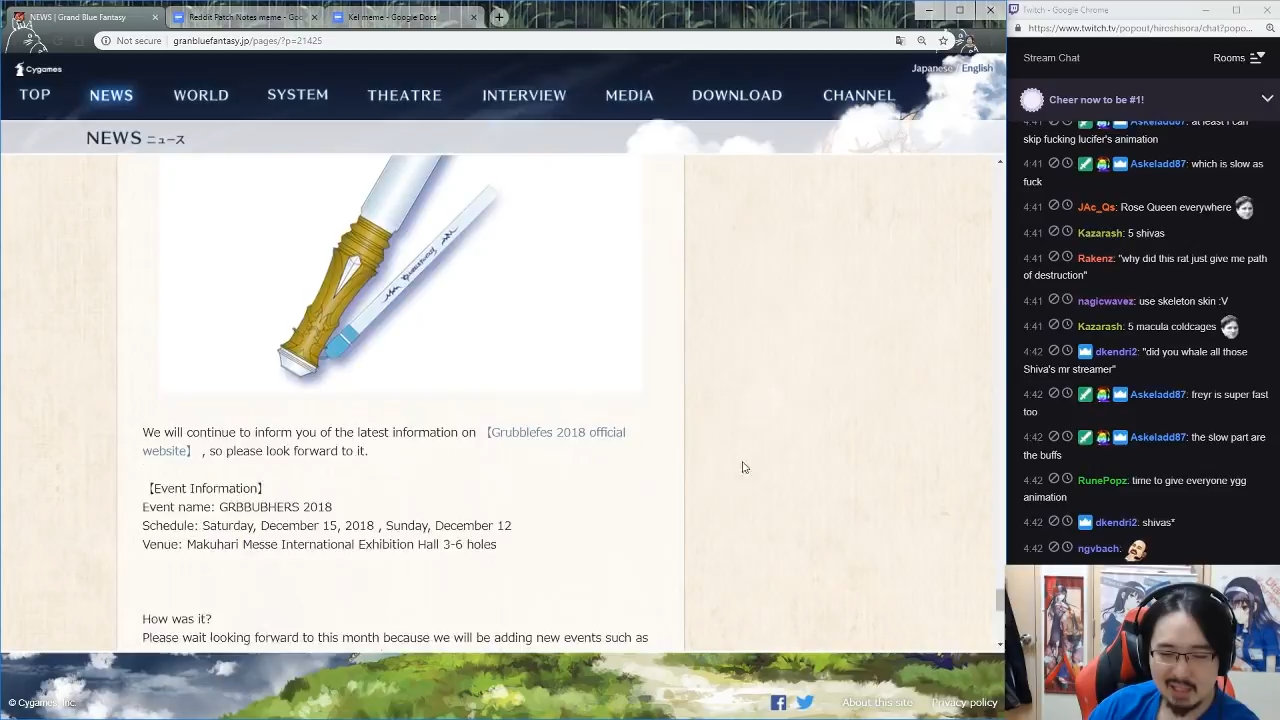 NEWS | Grand Blue Fantasy
Reddit Patch Notes meme - Goo
Kel meme - Google Docs
Not secure
granbluefantasy.jp/pages/?p=21425
Cygames
Japanese / English
TOP
NEWS
WORLD
SYSTEM
THEATRE
INTERVIEW
MEDIA
DOWNLOAD
CHANNEL
NEWS ニュース
We will continue to inform you of the latest information on 【Grubblefes 2018 official
website】 , so please look forward to it.
【Event Information】
Event name: GRBBUBHERS 2018
Schedule: Saturday, December 15, 2018 , Sunday, December 12
Venue: Makuhari Messe International Exhibition Hall 3-6 holes
How was it?
Please wait looking forward to this month because we will be adding new events such as
© Cygames, Inc.
About this site
Privacy policy
Twitch - Google Chrome
https://www.twitch.tv/popout/hiroshisora/chat?popo...
Stream Chat
Rooms
Cheer now to be #1!
4:41 Askeladd87: at least i can
skip fucking lucifer's animation
4:41 Askeladd87: which is slow as
fuck
4:41 JAc_Qs: Rose Queen everywhere
4:41 Kazarash: 5 shivas
4:41 Rakenz: "why did this rat just give me path
of destruction"
4:41 nagicwavez: use skeleton skin :V
4:41 Kazarash: 5 macula coldcages
4:42 dkendri2: "did you whale all those
Shiva's mr streamer"
4:42 Askeladd87: freyr is super fast
too
4:42 Askeladd87: the slow part are
the buffs
4:42 RunePopz: time to give everyone ygg
animation
4:42 dkendri2: shivas*
4:42 ngvbach: